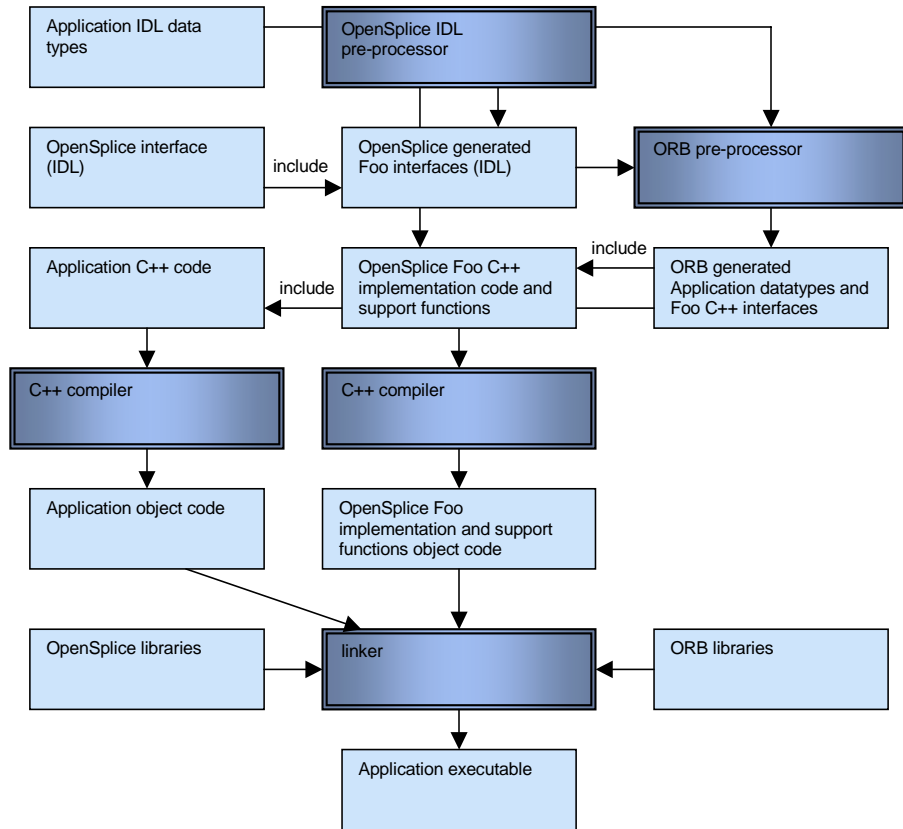 Application IDL data
types
OpenSplice IDL
pre-processor
OpenSplice interface
(IDL)
include
OpenSplice generated
Foo interfaces (IDL)
ORB pre-processor
Application C++ code
include
OpenSplice Foo C++
implementation code and
support functions
include
ORB generated
Application datatypes and
Foo C++ interfaces
C++ compiler
C++ compiler
Application object code
OpenSplice Foo
implementation and support
functions object code
OpenSplice libraries
linker
ORB libraries
Application executable